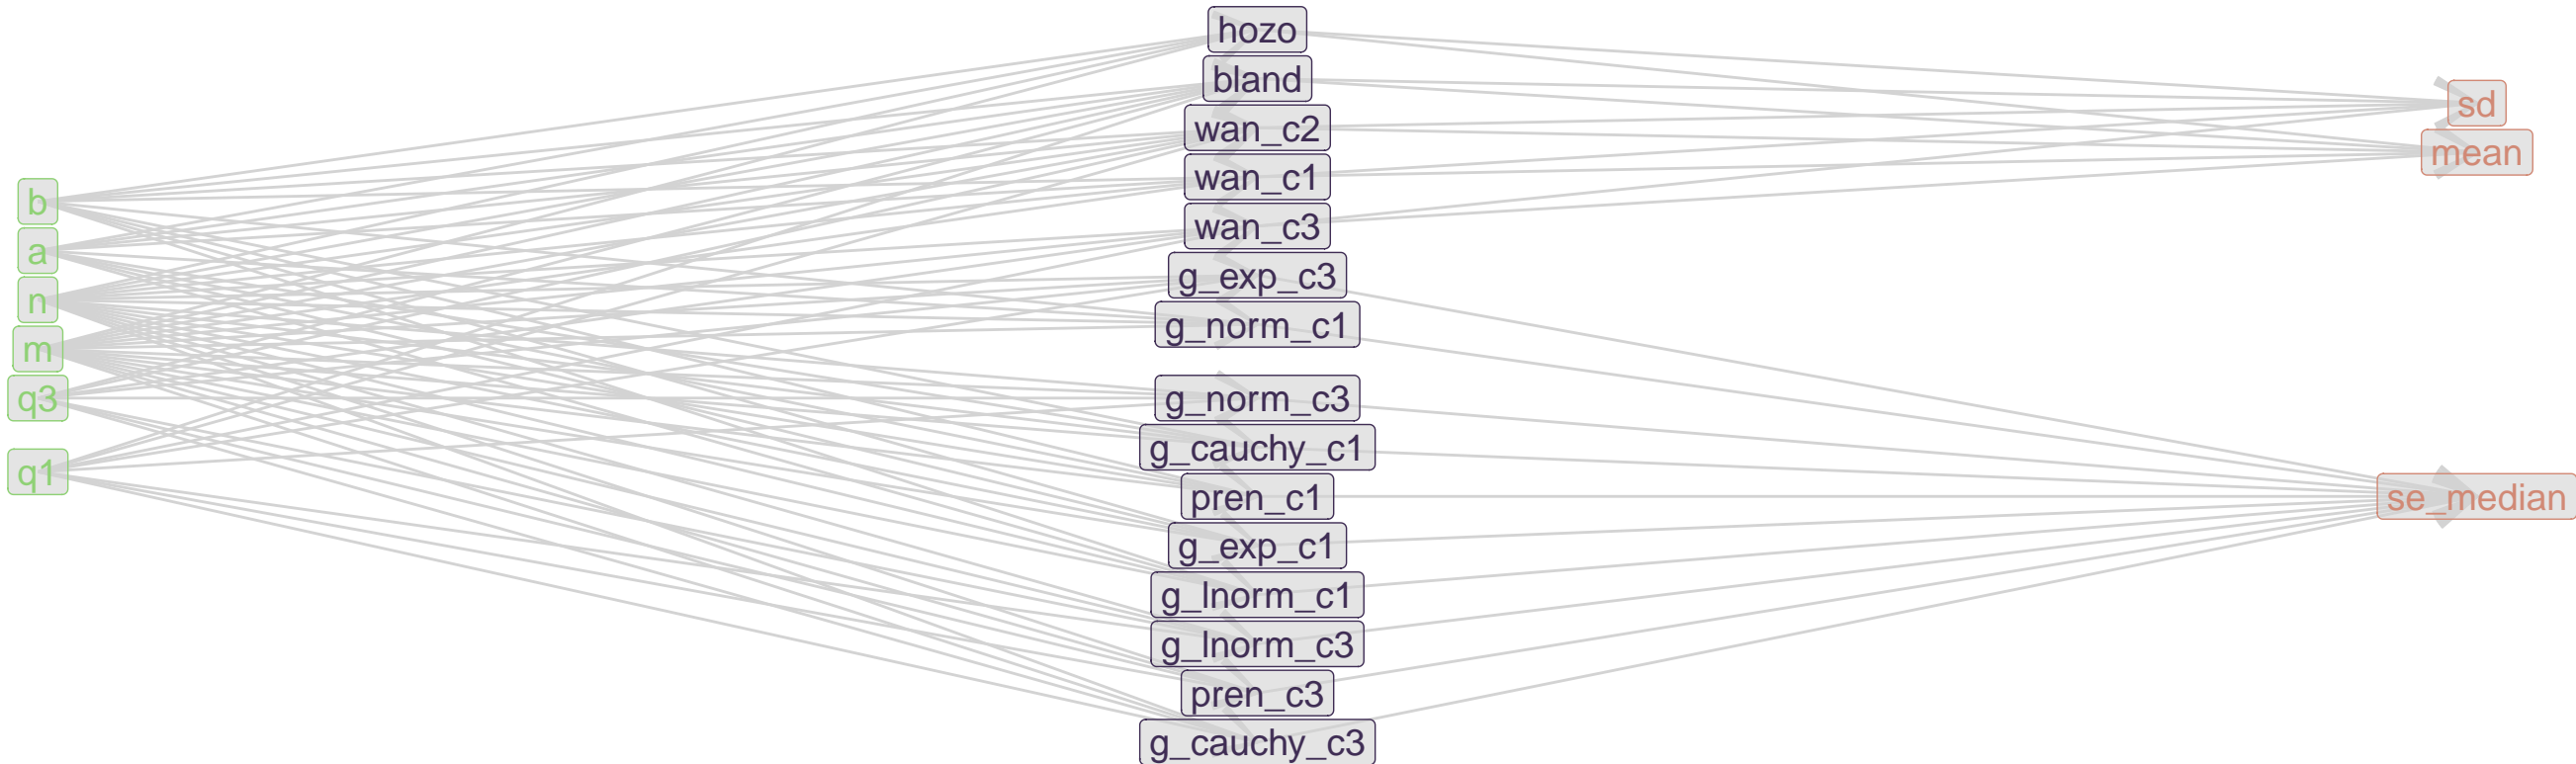 b
a
n
m
q3
q1
hozo
bland
wan_c2
wan_c1
wan_c3
g_exp_c3
g_norm_c1
g_norm_c3
g_cauchy_c1
pren_c1
g_exp_c1
g_lnorm_c1
g_lnorm_c3
pren_c3
g_cauchy_c3
sd
mean
se_median